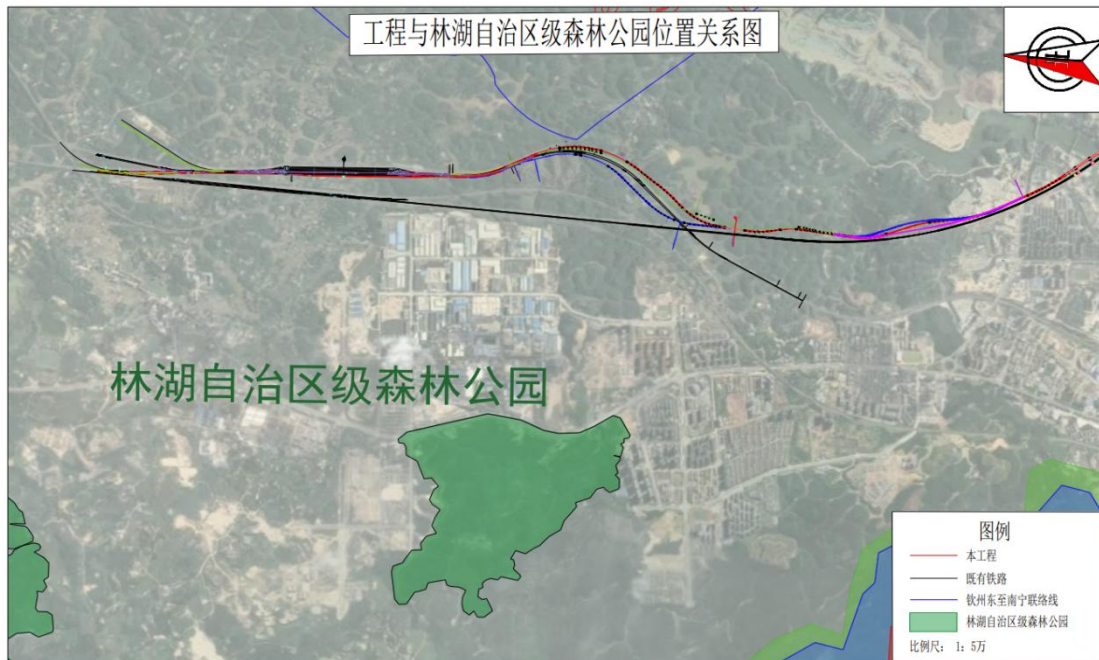 工程与林湖自治区级森林公园位置关系图
北
林湖自治区级森林公园
图例
本工程
既有铁路
钦州东至南宁联络线
林湖自治区级森林公园
比例尺： 1：5万